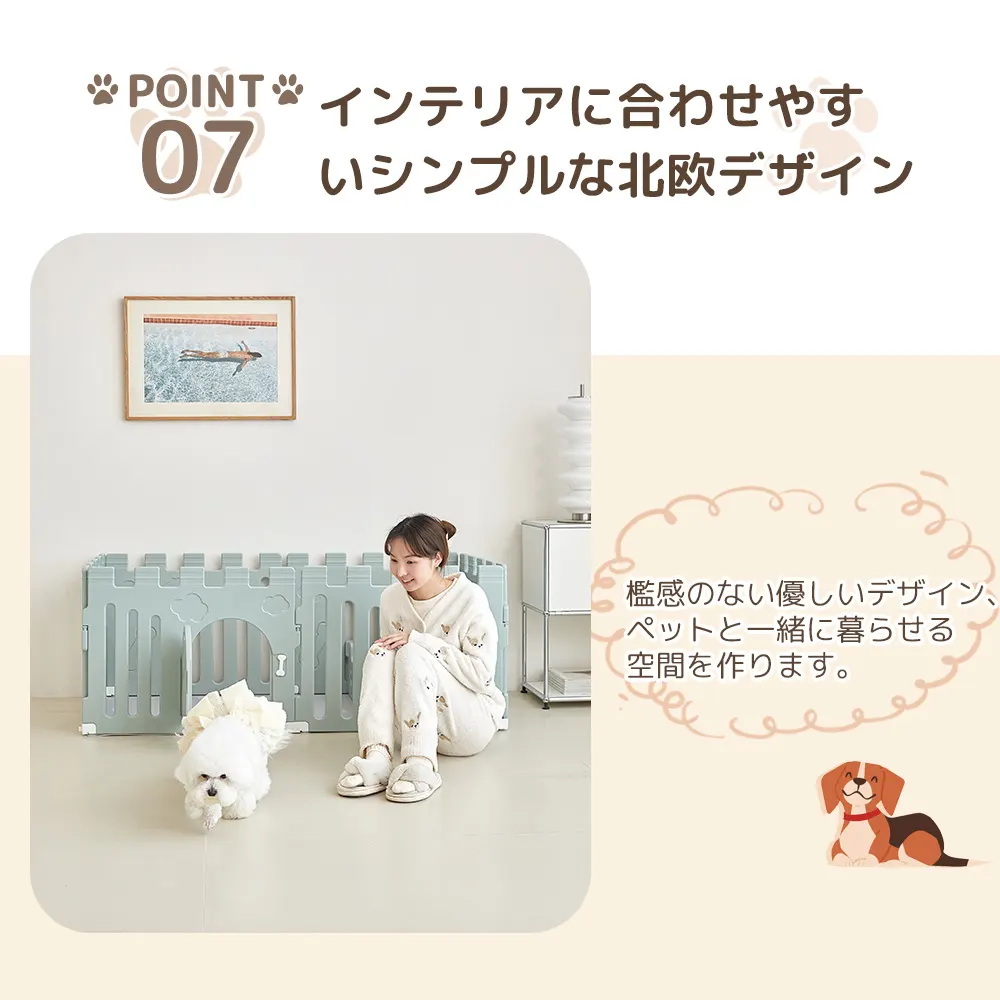 POINT
07
インテリアに合わせやす
いシンプルな北欧デザイン
檻感のない優しいデザイン、
ペットと一緒に暮らせる
空間を作ります。